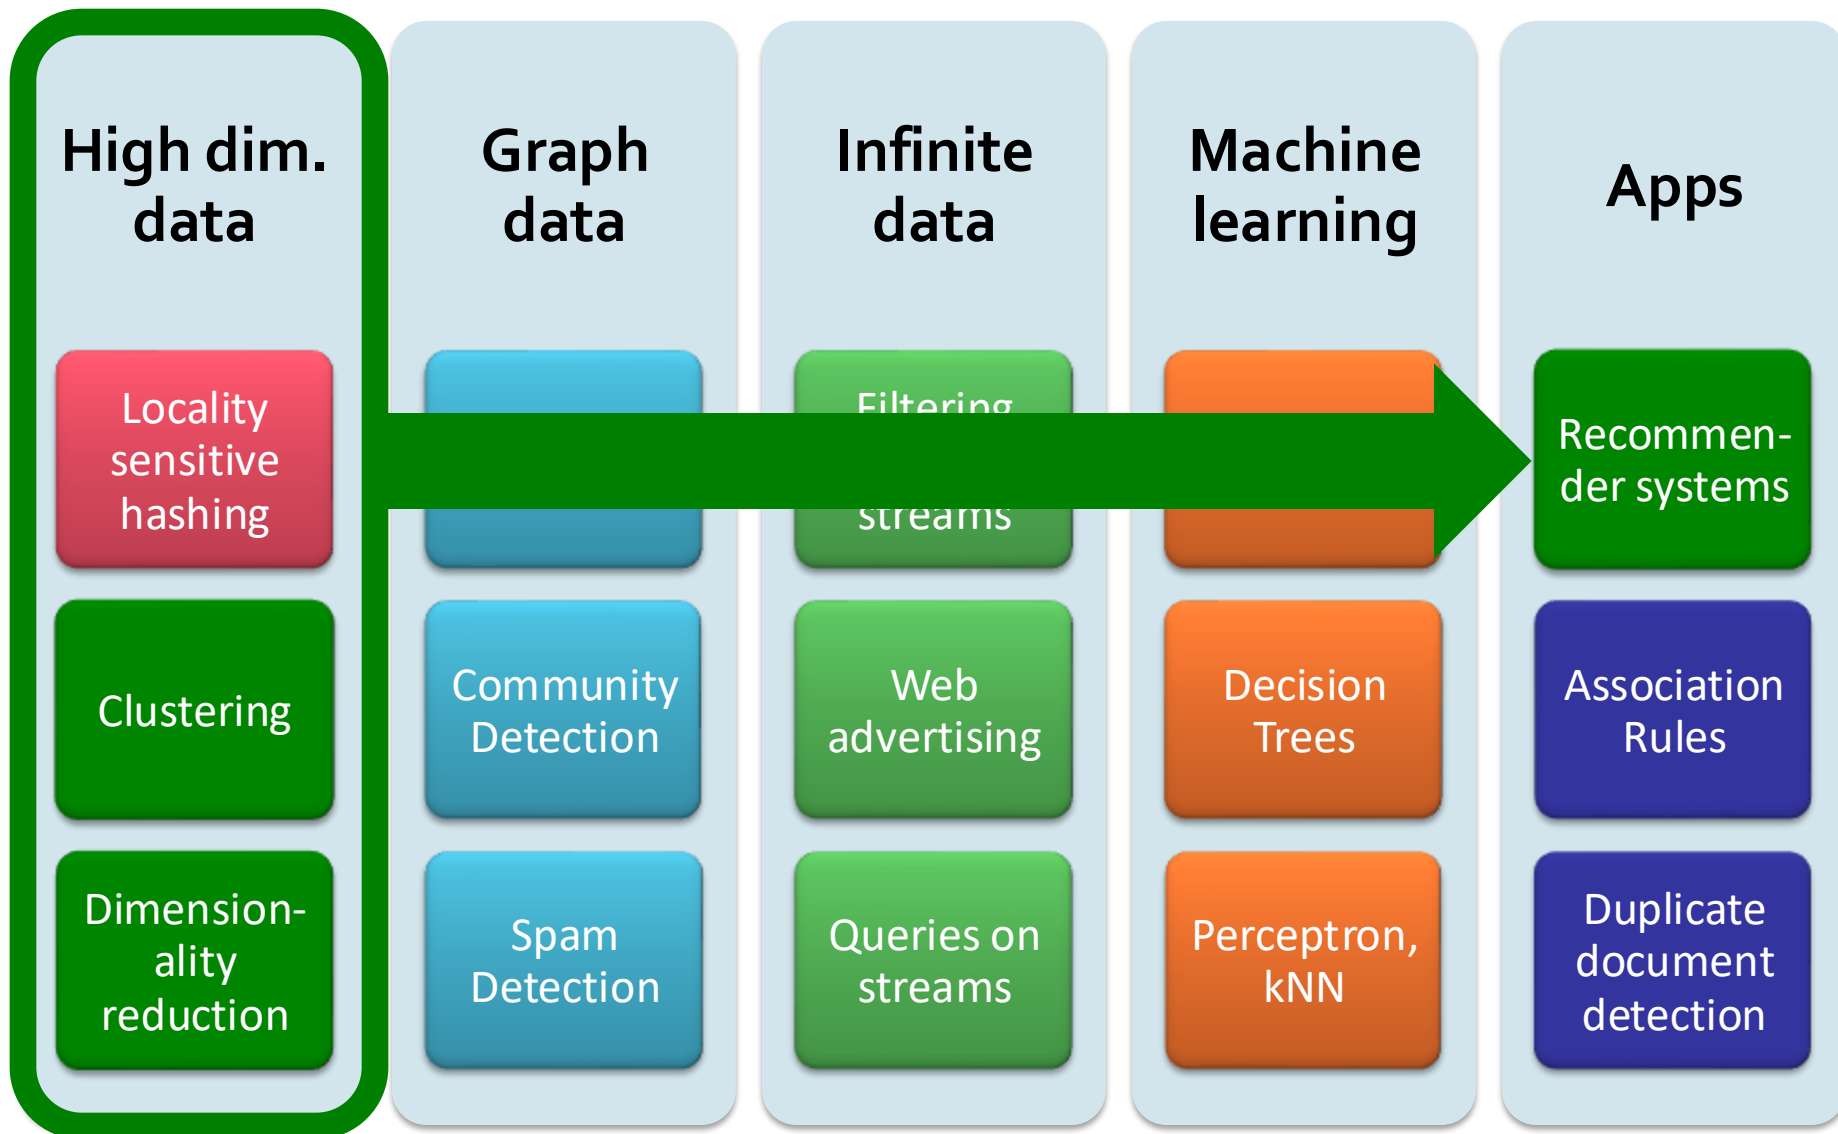 High dim.
data
Locality
sensitive
hashing
Clustering
Dimension-
ality
reduction
Graph
data
Community
Detection
Spam
Detection
Infinite
data
Filtering
streams
Web
advertising
Queries on
streams
Machine
learning
Decision
Trees
Perceptron,
kNN
Apps
Recommen-
der systems
Association
Rules
Duplicate
document
detection